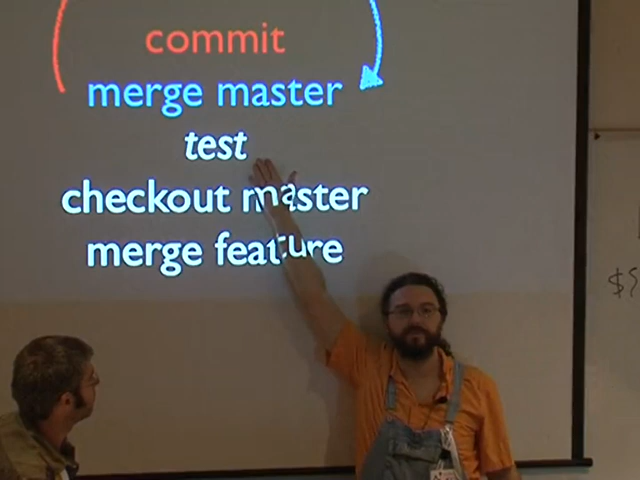 commit
merge master
test
checkout master
merge feature